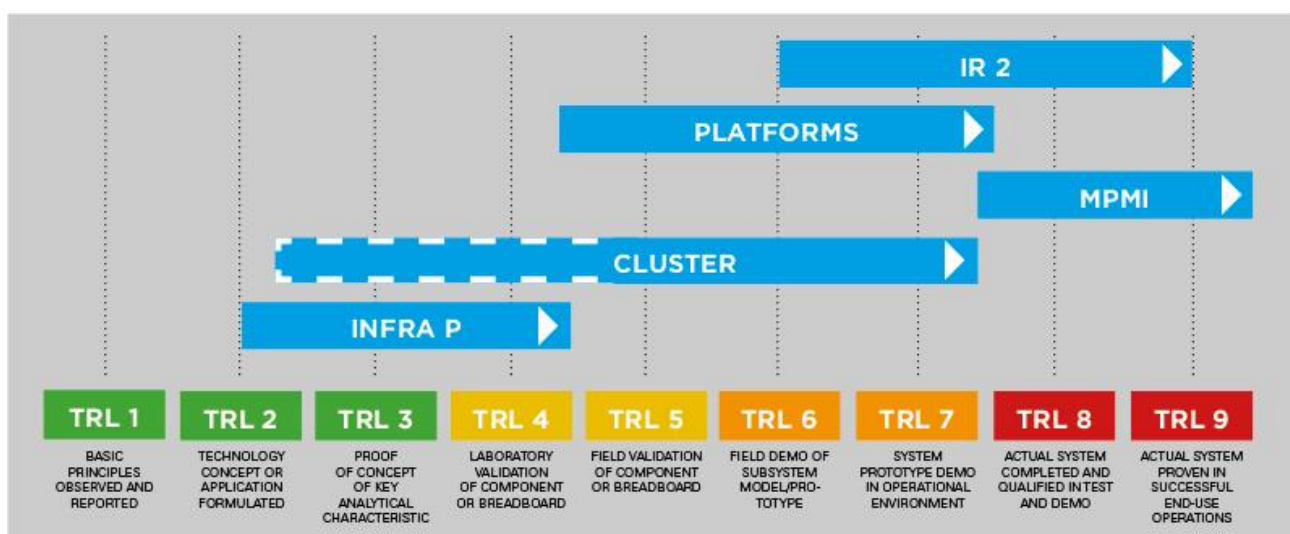 IR 2
PLATFORMS
MPMI
CLUSTER
INFRA P
TRL 1
TRL 2
TRL 3
TRL 4
TRL 5
TRL 6
TRL 7
TRL 8
TRL 9
BASIC
PRINCIPLES
OBSERVED AND
REPORTED
TECHNOLOGY
CONCEPT OR
APPLICATION
FORMULATED
PROOF
OF CONCEPT
OF KEY
ANALYTICAL
CHARACTERISTIC
LABORATORY
VALIDATION
OF COMPONENT
OR BREADBOARD
FIELD VALIDATION
OF COMPONENT
OR BREADBOARD
FIELD DEMO OF
SUBSYSTEM
MODEL/PRO-
TOTYPE
SYSTEM
PROTOTYPE DEMO
IN OPERATIONAL
ENVIRONMENT
ACTUAL SYSTEM
COMPLETED AND
QUALIFIED IN TEST
AND DEMO
ACTUAL SYSTEM
PROVEN IN
SUCCESSFUL
END-USE
OPERATIONS